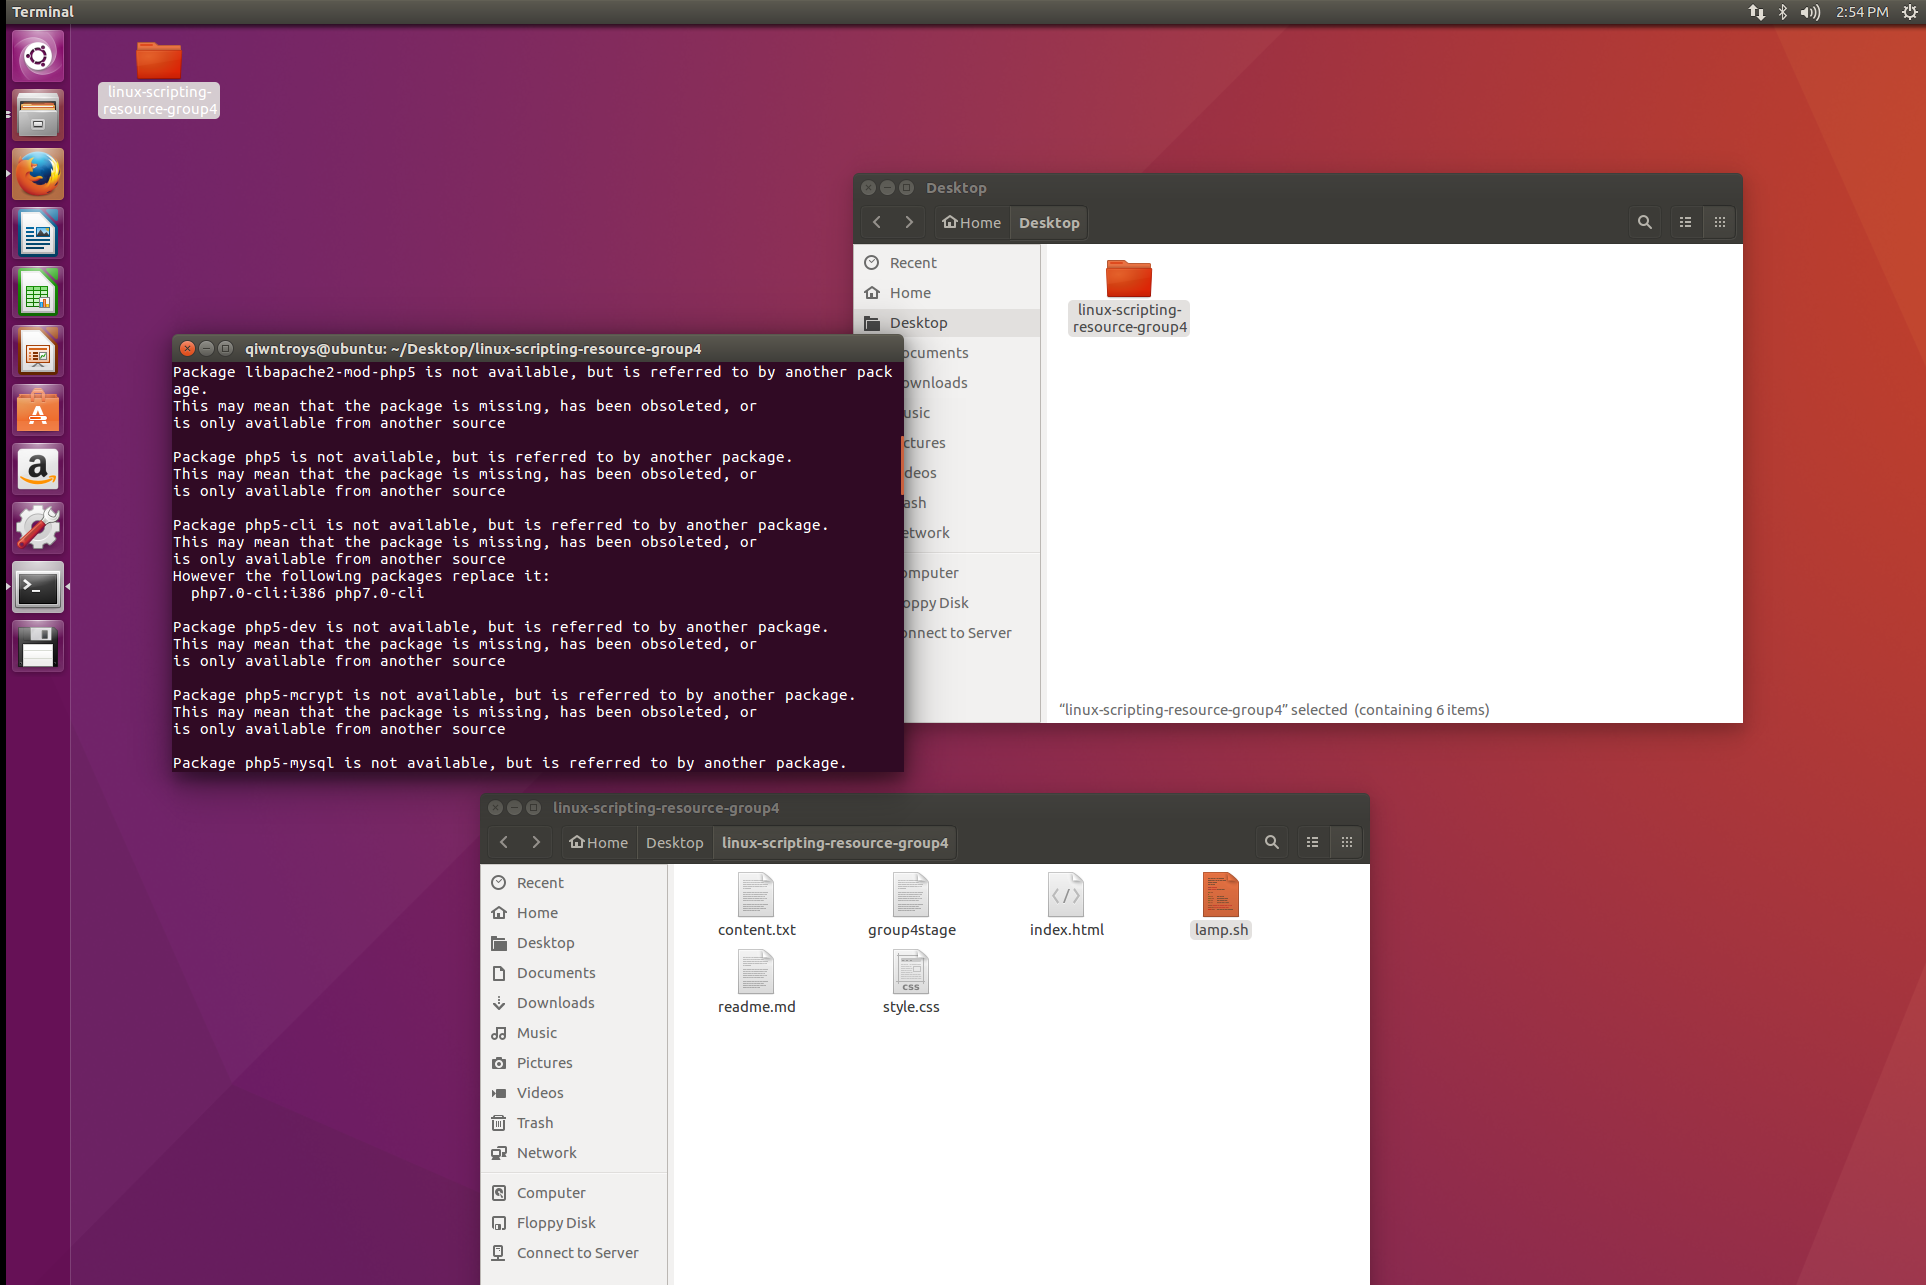 Terminal
2:54 PM
linux-scripting-
resource-group4
Desktop
Home
Desktop
Recent
Home
Desktop
ocuments
ownloads
usic
ctures
deos
ash
etwork
omputer
oppy Disk
onnect to Server
linux-scripting-
resource-group4
“linux-scripting-resource-group4” selected (containing 6 items)
qiwntroys@ubuntu: ~/Desktop/linux-scripting-resource-group4
Package libapache2-mod-php5 is not available, but is referred to by another pack
age.
This may mean that the package is missing, has been obsoleted, or
is only available from another source
Package php5 is not available, but is referred to by another package.
This may mean that the package is missing, has been obsoleted, or
is only available from another source
Package php5-cli is not available, but is referred to by another package.
This may mean that the package is missing, has been obsoleted, or
is only available from another source
However the following packages replace it:
php7.0-cli:i386 php7.0-cli
Package php5-dev is not available, but is referred to by another package.
This may mean that the package is missing, has been obsoleted, or
is only available from another source
Package php5-mcrypt is not available, but is referred to by another package.
This may mean that the package is missing, has been obsoleted, or
is only available from another source
Package php5-mysql is not available, but is referred to by another package.
linux-scripting-resource-group4
Home
Desktop
linux-scripting-resource-group4
Recent
Home
Desktop
Documents
Downloads
Music
Pictures
Videos
Trash
Network
Computer
Floppy Disk
Connect to Server
content.txt
group4stage
index.html
lamp.sh
readme.md
css
style.css